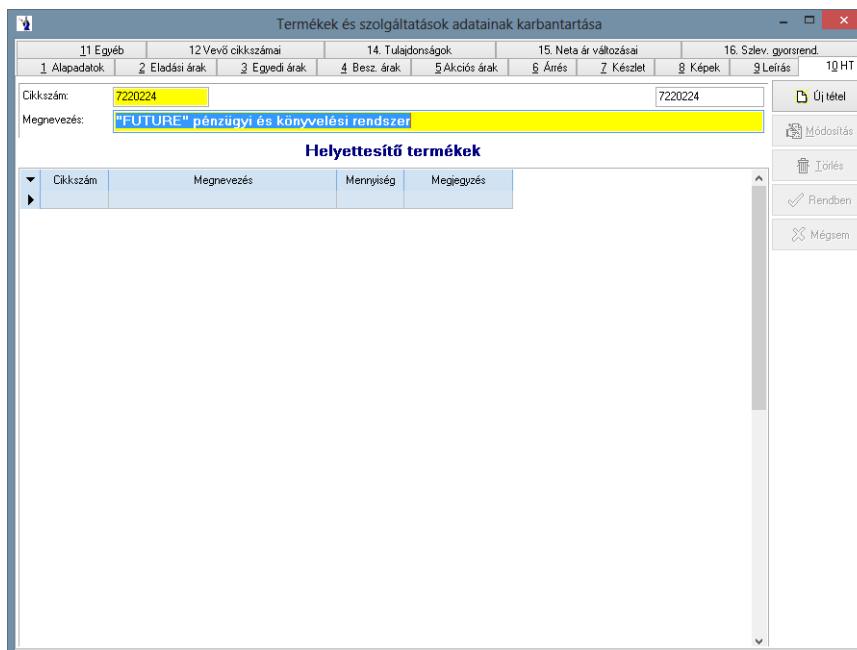 Termékek és szolgáltatások adatainak karbantartása
11 Egyéb 12 Vevő cikkszámai 14. Tulajdonságok 15. Neta ár változásai 16. Szlev. gyorsrend.
1 Alapadatok 2 Eladási árak 3 Egyedi árak 4 Besz. árak 5 Akciós árak 6 Árrés 7 Készlet 8 Képek 9 Leírás 10 HT
Cikkszám: 7220224 7220224 Új tétel
Megnevezés: "FUTURE" pénzügyi és könyvelési rendszer
Módosítás
Helyettesítő termékek
Törlés
Cikkszám Megnevezés Mennyiség Megjegyzés
Rendben
Mégsem